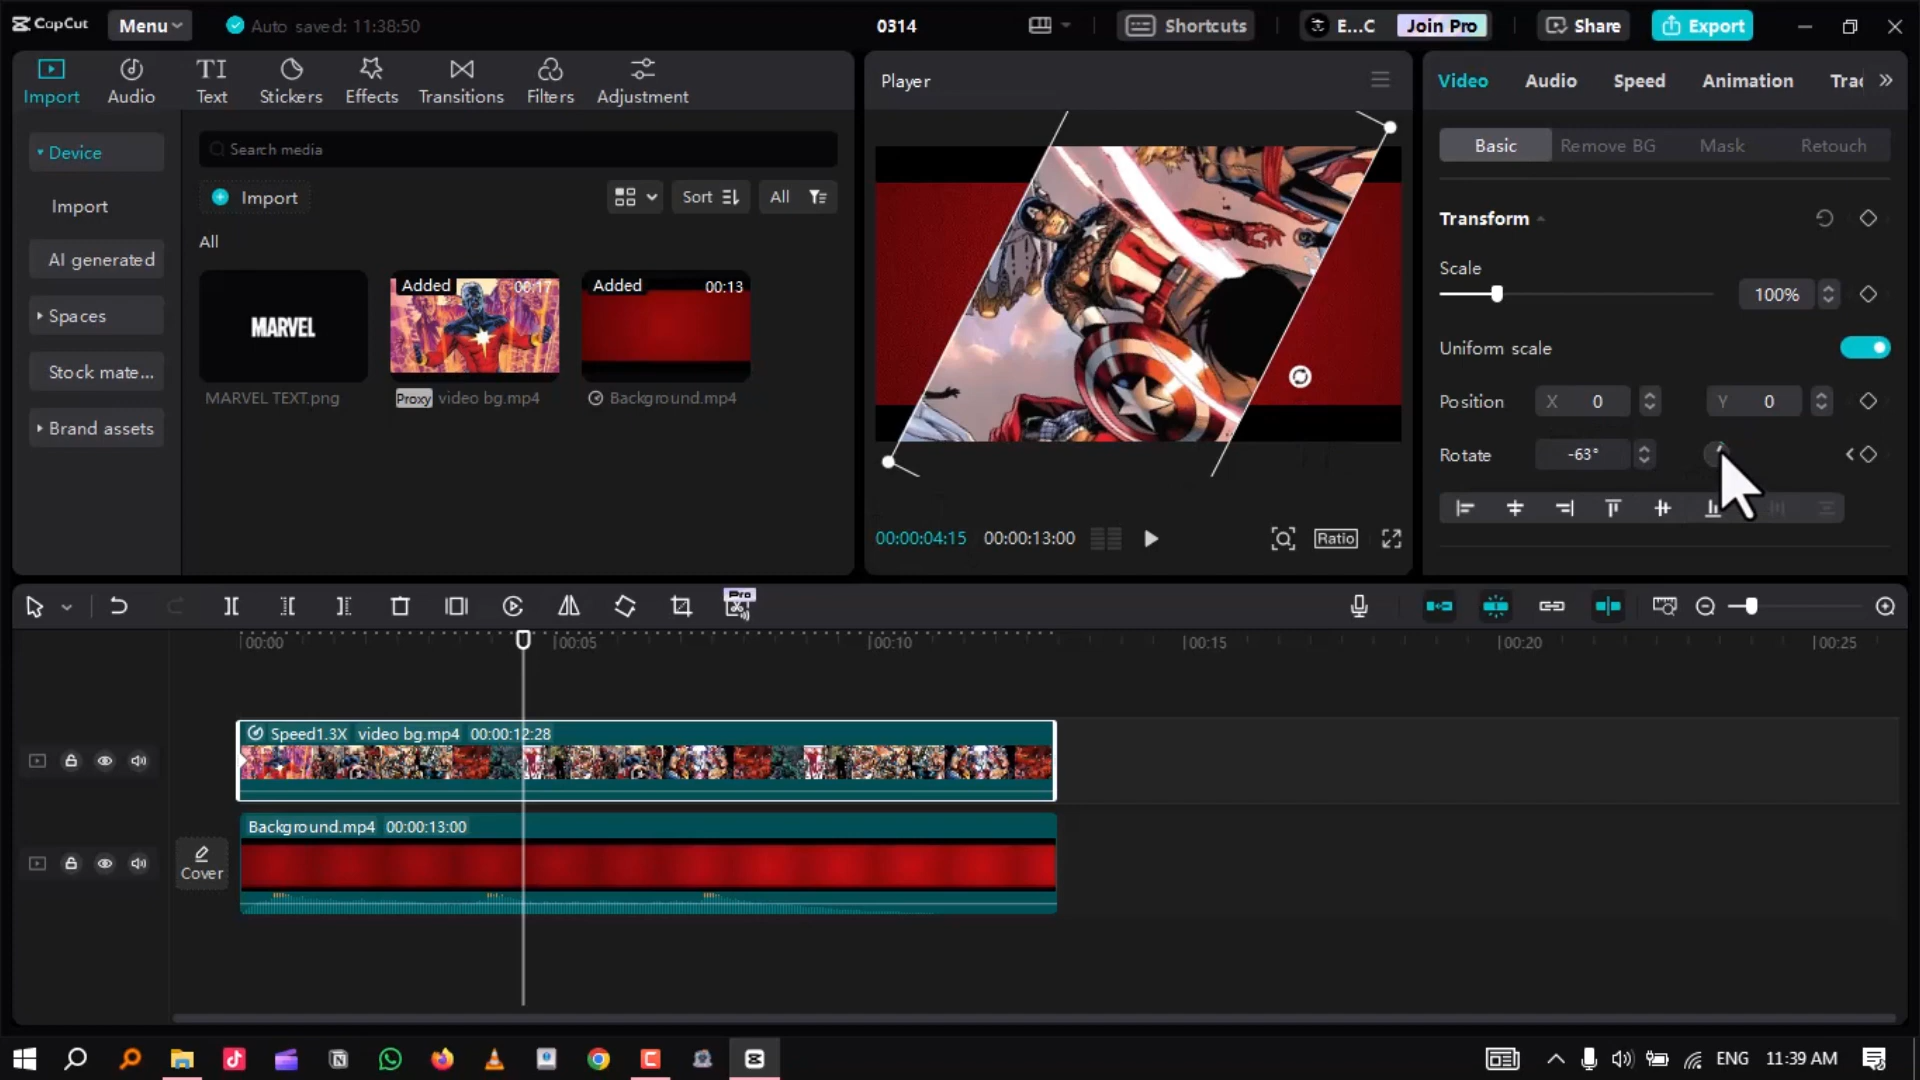 CapCut
Menu
Auto saved: 11:38:50
0314
Shortcuts
E...C
Join Pro
Share
Export
Import
Audio
TI
Text
Stickers
Effects
Transitions
Filters
Adjustment
Device
Import
AI generated
Spaces
Stock mate...
Brand assets
Search media
Import
Sort
All
All
MARVEL
MARVEL TEXT.png
Added
00:17
Proxy
video bg.mp4
Added
00:13
Background.mp4
Player
00:00:04:15
00:00:13:00
Ratio
Video
Audio
Speed
Animation
Trac
Basic
Remove BG
Mask
Retouch
Transform
Scale
100%
Uniform scale
Position
X 0
Y 0
Rotate
-63°
Pro
00:00
00:05
00:10
00:15
00:20
00:25
Speed1.3X video bg.mp4 00:00:12:28
Cover
Background.mp4 00:00:13:00
ENG
11:39 AM